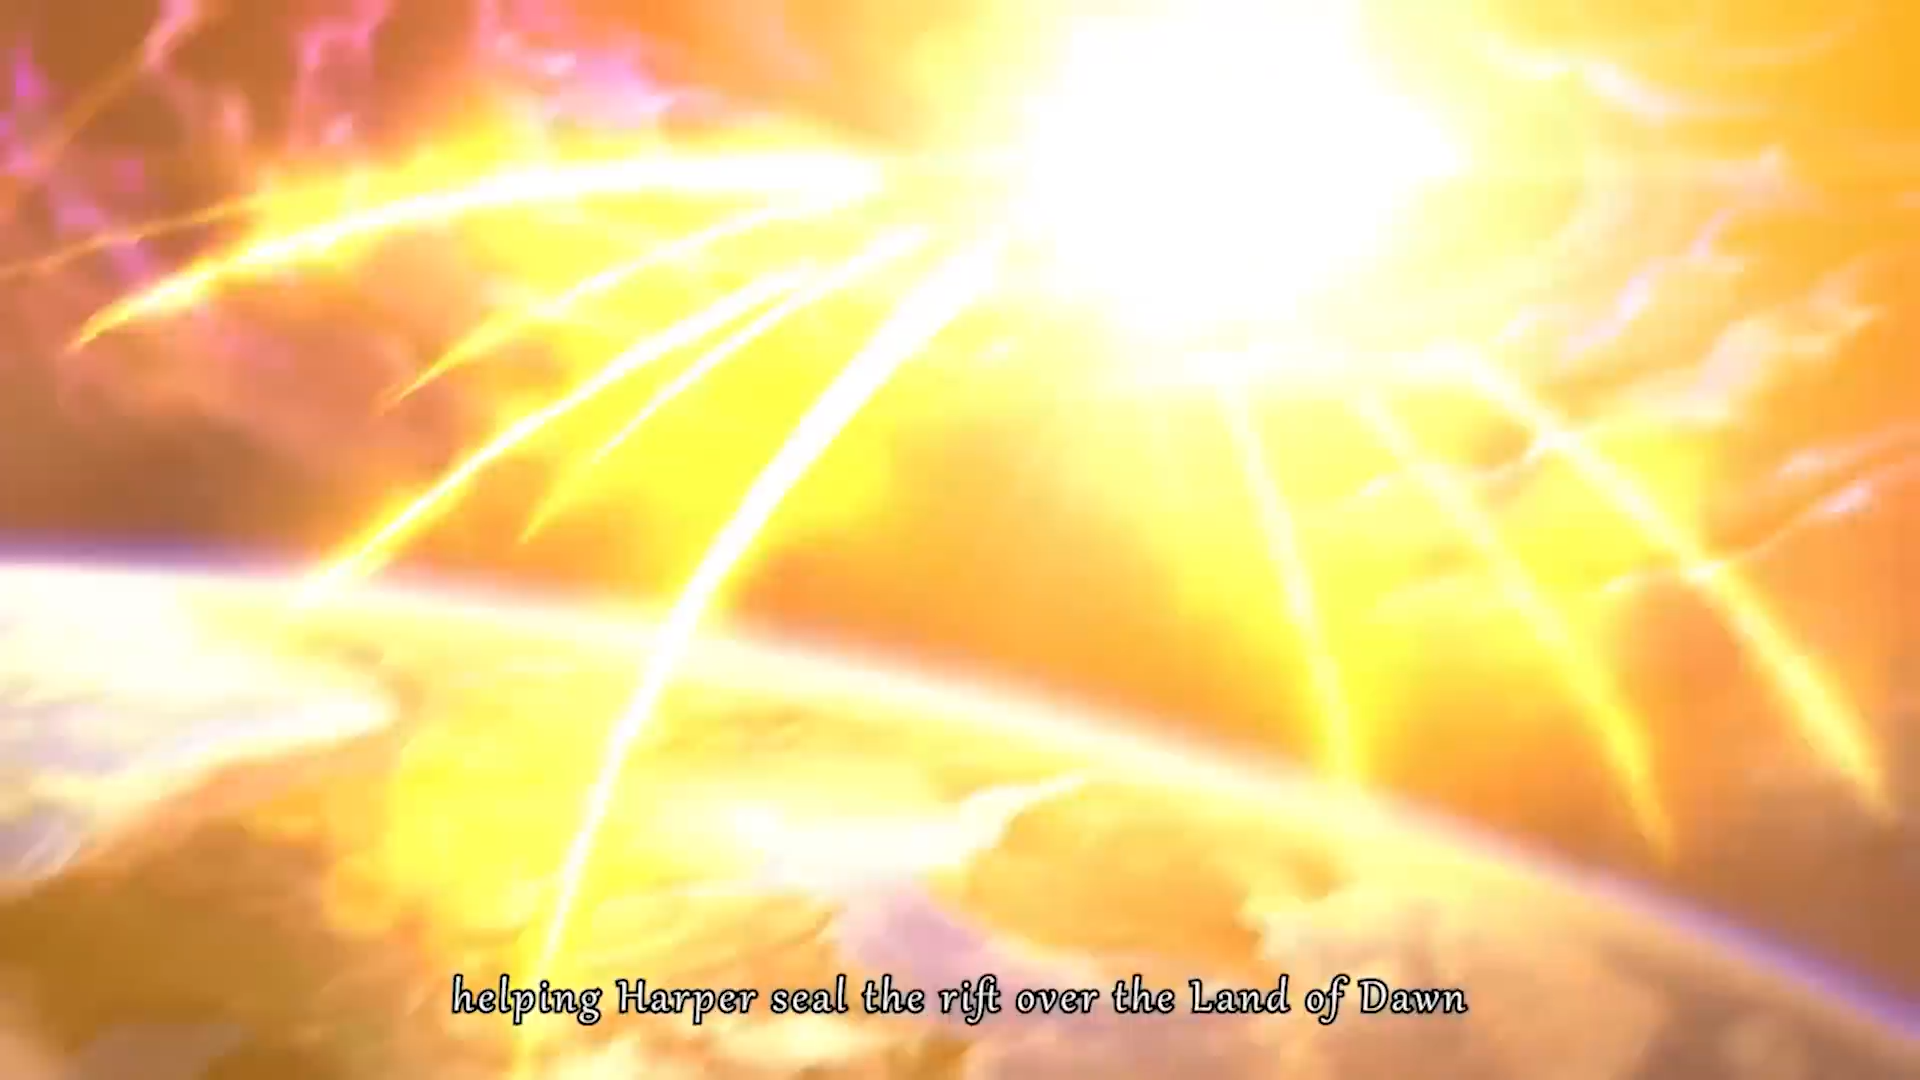 helping Harper seal the rift over the Land of Dawn